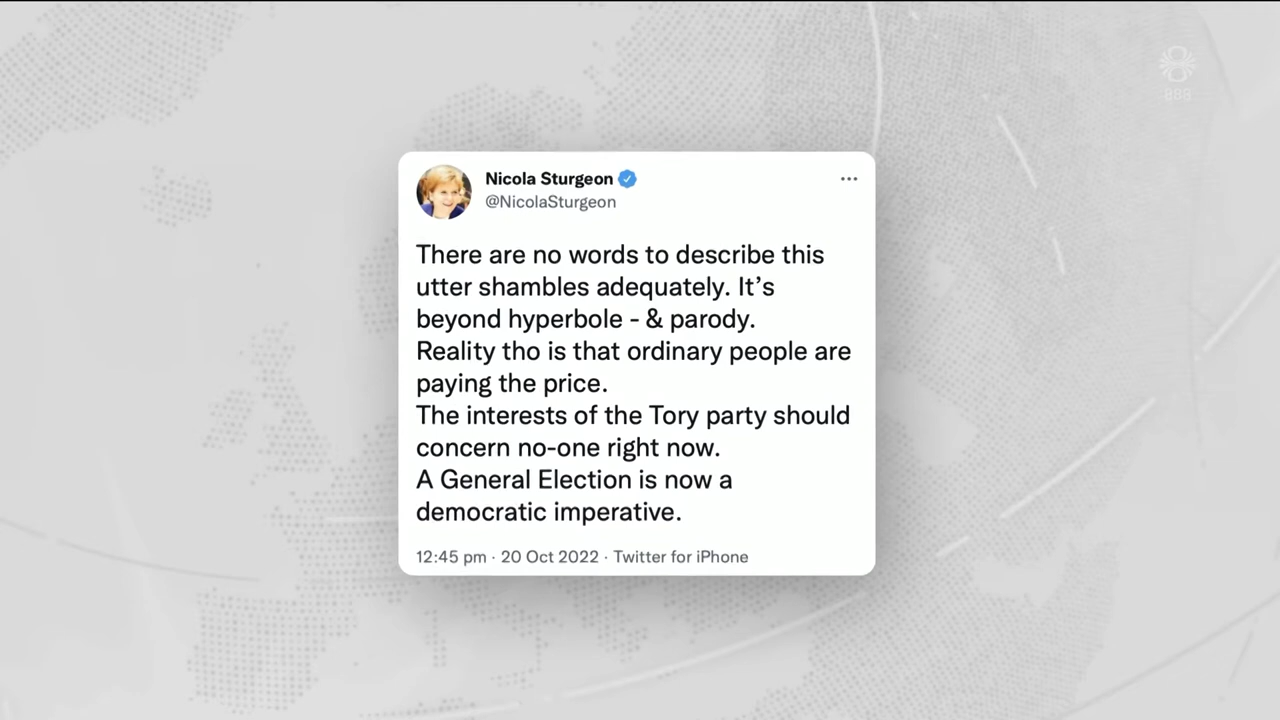 Nicola Sturgeon
@NicolaSturgeon
There are no words to describe this
utter shambles adequately. It’s
beyond hyperbole - & parody.
Reality tho is that ordinary people are
paying the price.
The interests of the Tory party should
concern no-one right now.
A General Election is now a
democratic imperative.
12:45 pm · 20 Oct 2022 · Twitter for iPhone